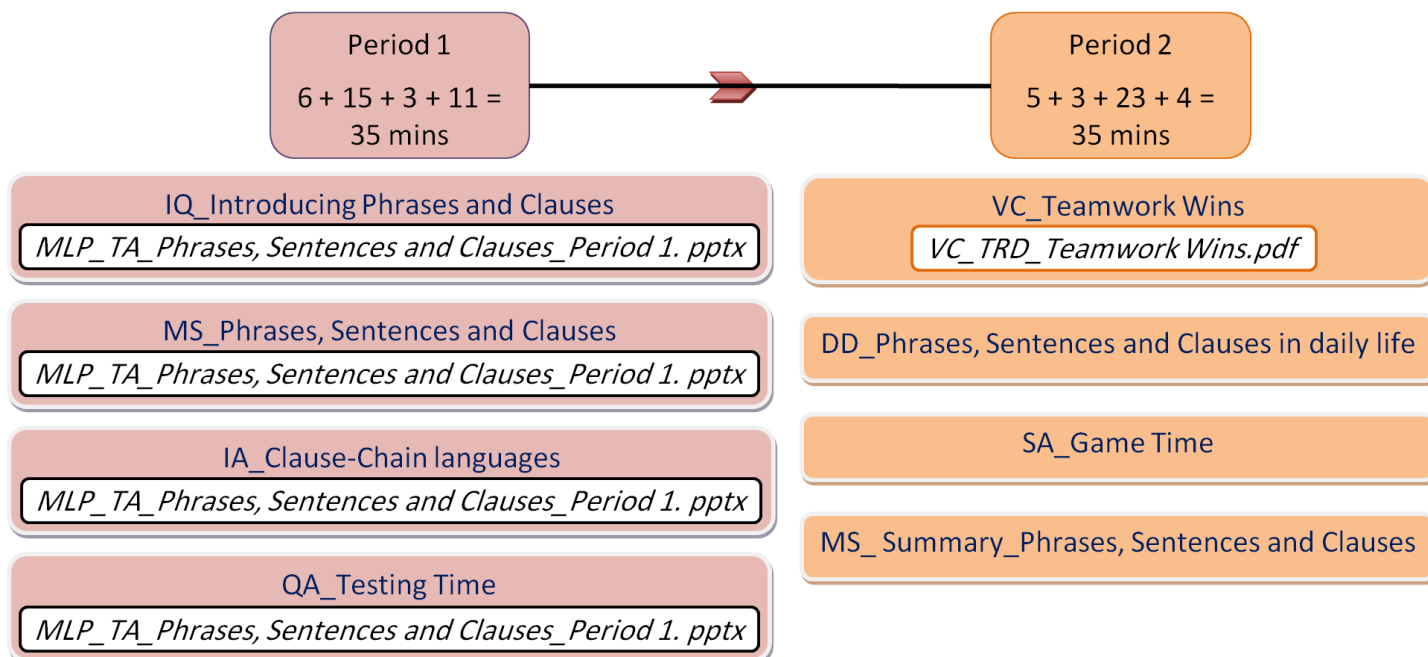 Period 1
6 + 15 + 3 + 11 =
35 mins
Period 2
5 + 3 + 23 + 4 =
35 mins
IQ_Introducing Phrases and Clauses
MLP_TA_Phrases, Sentences and Clauses_Period 1. pptx
MS_Phrases, Sentences and Clauses
MLP_TA_Phrases, Sentences and Clauses_Period 1. pptx
IA_Clause-Chain languages
MLP_TA_Phrases, Sentences and Clauses_Period 1. pptx
QA_Testing Time
MLP_TA_Phrases, Sentences and Clauses_Period 1. pptx
VC_Teamwork Wins
VC_TRD_Teamwork Wins.pdf
DD_Phrases, Sentences and Clauses in daily life
SA_Game Time
MS_ Summary_Phrases, Sentences and Clauses